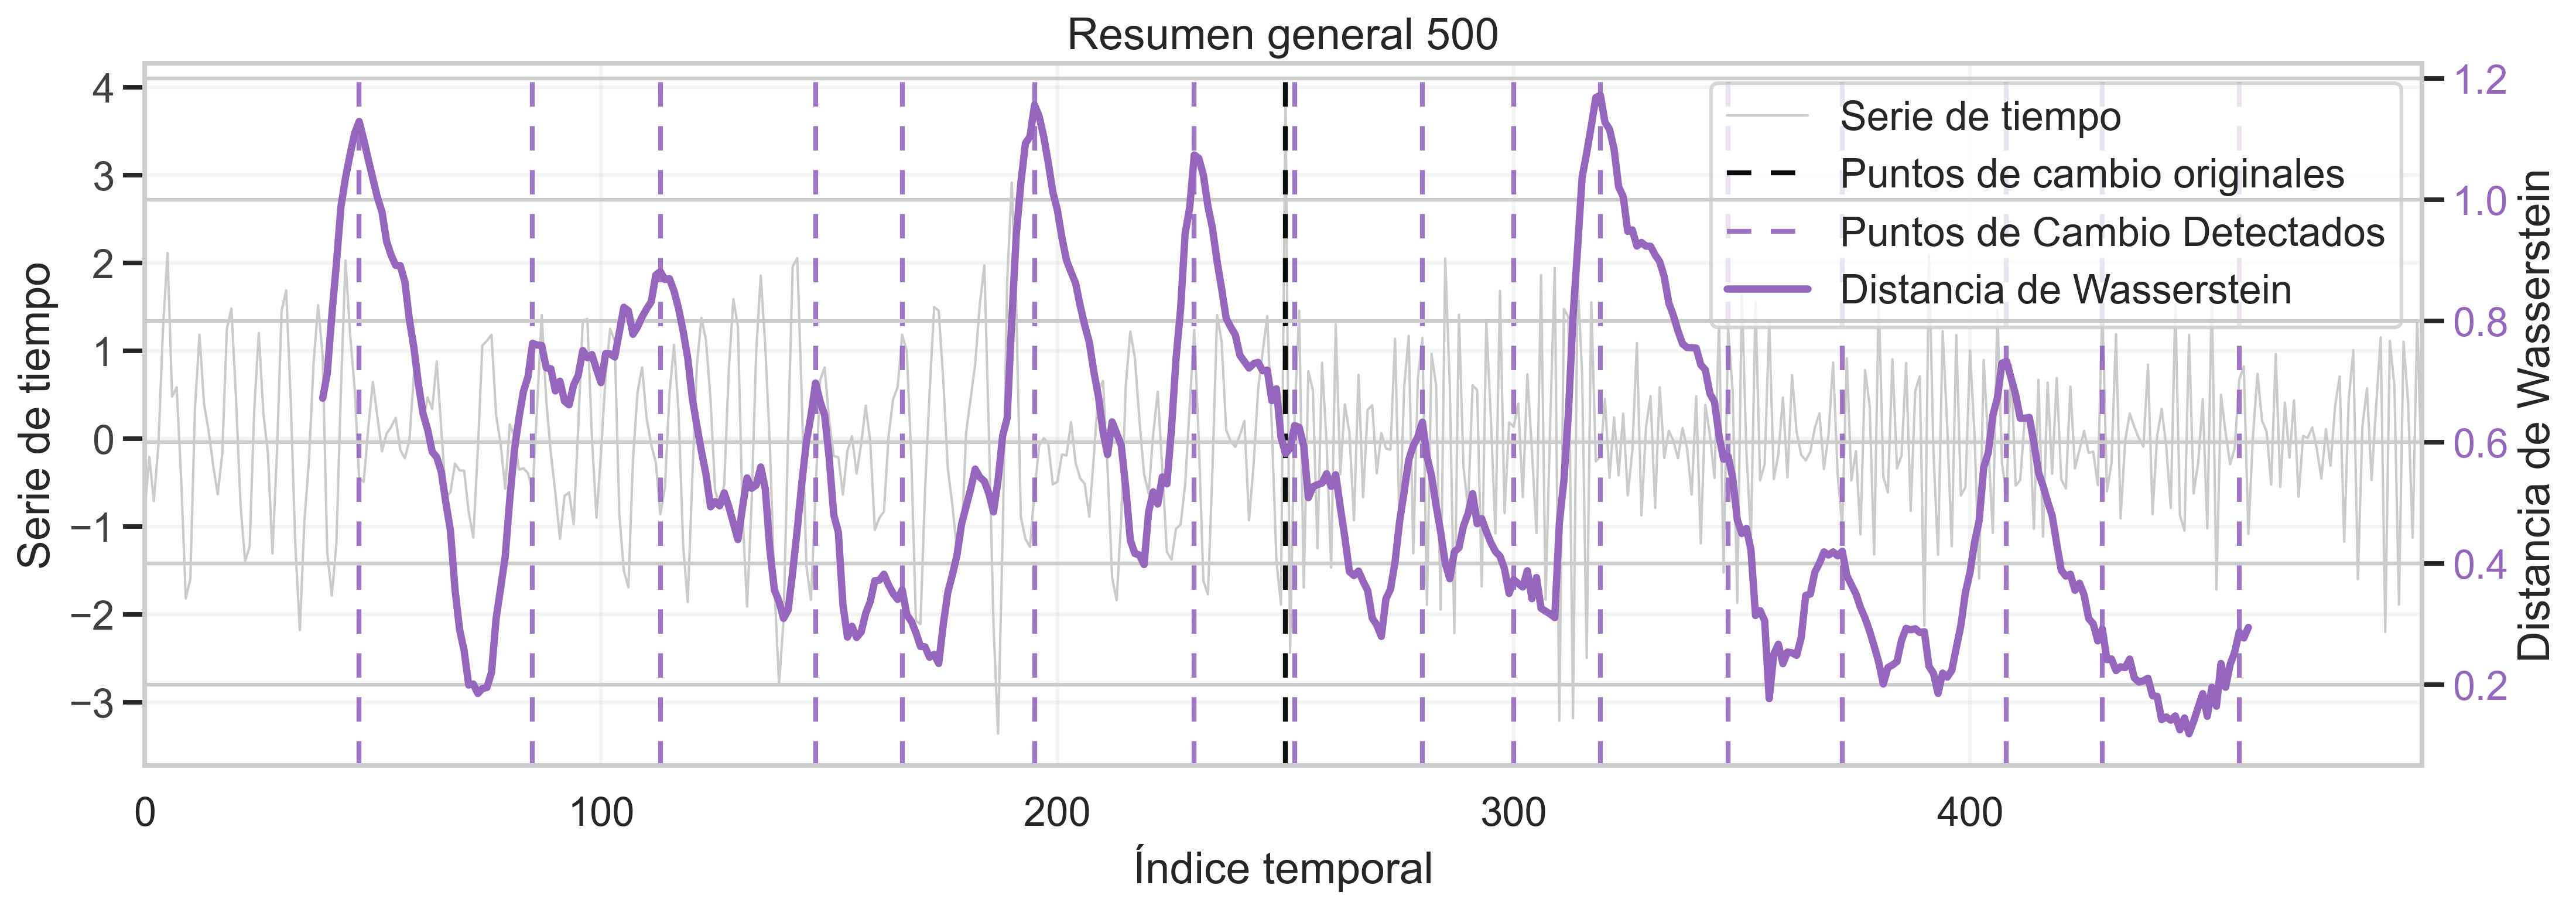 Resumen general 500
Serie de tiempo
4
3
2
1
0
−1
−2
−3
0
100
200
300
400
Índice temporal
1.2
1.0
0.8
0.6
0.4
0.2
Distancia de Wasserstein
Serie de tiempo
Puntos de cambio originales
Puntos de Cambio Detectados
Distancia de Wasserstein